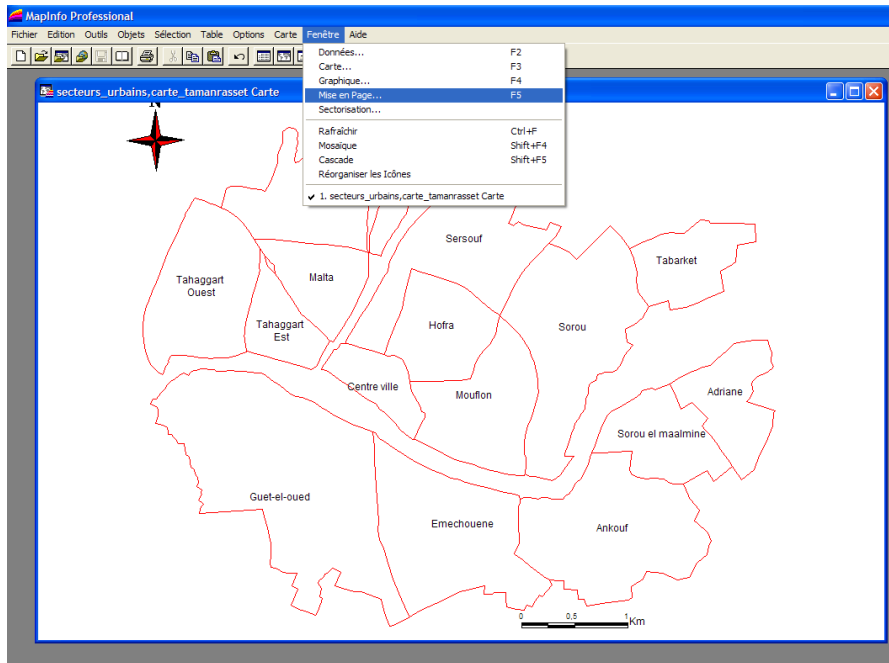 MapInfo Professional
Fichier Edition Outils Objets Sélection Table Options Carte Fenêtre Aide
Données... F2
Carte... F3
Graphique... F4
Mise en Page... F5
Sectorisation...
Rafraîchir Ctrl+F
Mosaïque Shift+F4
Cascade Shift+F5
Réorganiser les Icônes
1. secteurs_urbains,carte_tamanrasset Carte
secteurs_urbains,carte_tamanrasset Carte
N
Sersouf
Tabarket
Malta
Tahaggart
Ouest
Tahaggart
Est
Hofra
Sorou
Centre ville
Mouflon
Adriane
Sorou el maalmine
Guet-el-oued
Emechouene
Ankouf
0 0,5 1
Km